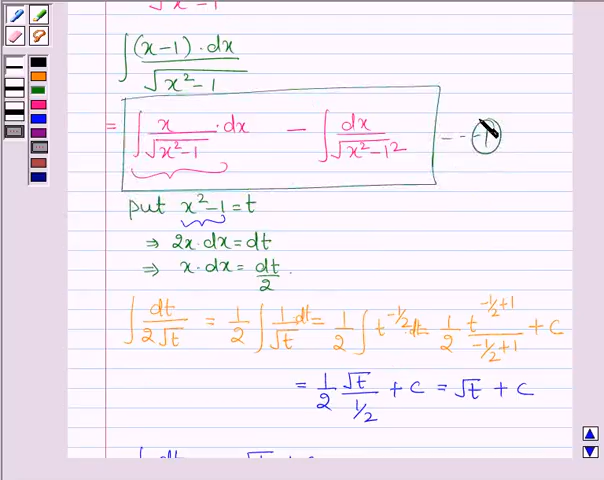 √x²-1
∫ (x-1)·dx / √x²-1
= ∫ x/√x²-1 · dx - ∫ dx/√x²-1² --- 1
put x²-1 = t
⇒ 2x·dx = dt
⇒ x·dx = dt/2.
∫ dt/2√t = 1/2 ∫ 1/√t dt = 1/2 ∫ t^-1/2 dt = 1/2 t^-1/2+1 / -1/2+1 + C
= 1/2 √t / 1/2 + C = √t + C